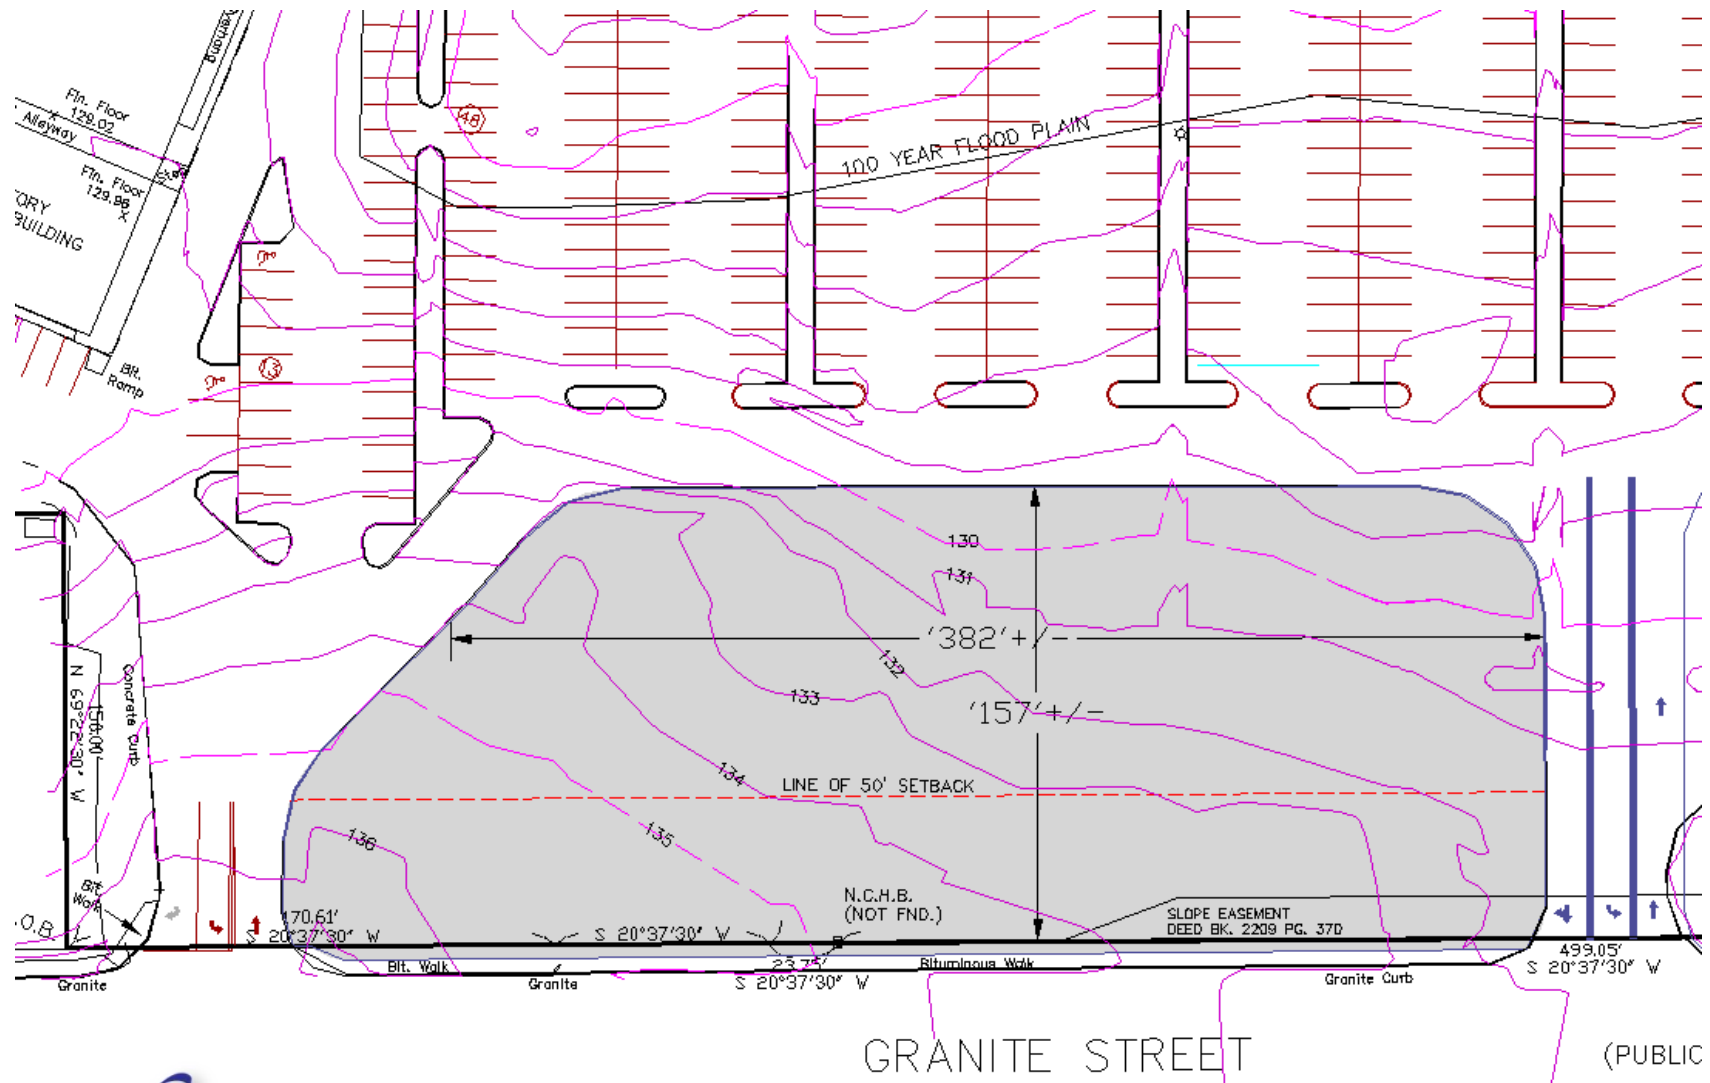 Overhang
Fin. Floor
129.02
Alleyway
Fin. Floor
129.96
X
ORY
BUILDING
48
100 YEAR FLOOD PLAIN
13
Bit.
Ramp
130
131
'382'+/-
132
133
'157'+/-
134
LINE OF 50' SETBACK
135
136
Concrete Curb
150.00'
N 69°22'30" W
Bit.
Walk
.O.B
N.C.H.B.
(NOT FND.)
SLOPE EASEMENT
DEED BK. 2209 PG. 370
170.61'
S 20°37'30" W
S 20°37'30" W
23.75'
S 20°37'30" W
499.05'
S 20°37'30" W
Bit. Walk
Bituminous Walk
Granite
Granite
Granite Curb
GRANITE STREET
(PUBLIC